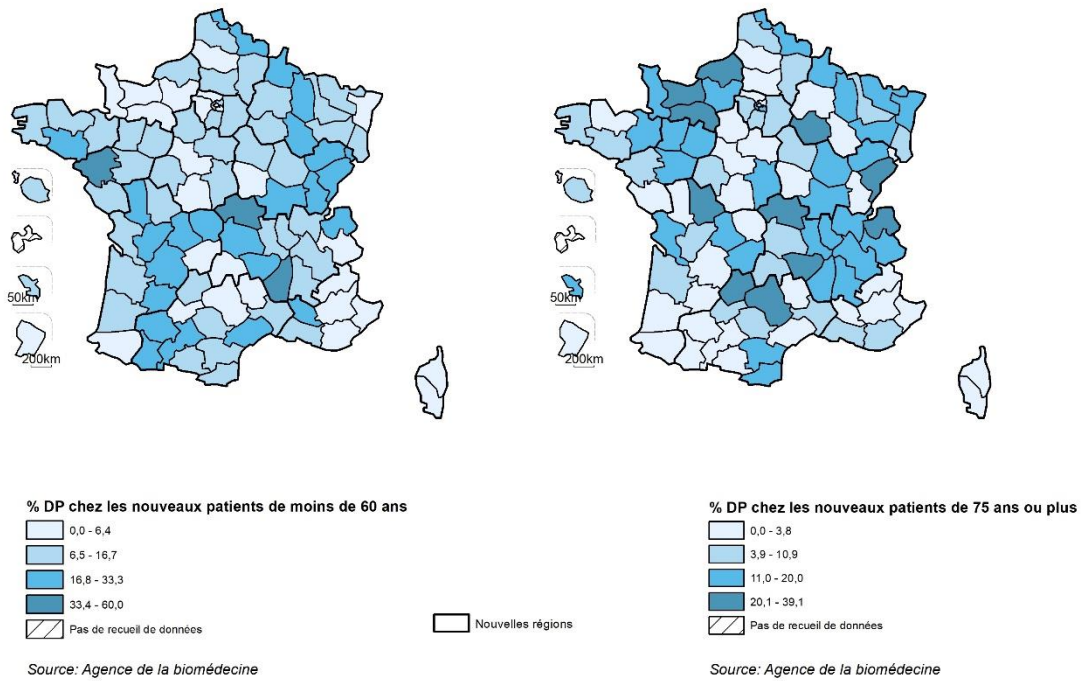 50km
200km
50km
200km
% DP chez les nouveaux patients de moins de 60 ans
0,0 - 6,4
6,5 - 16,7
16,8 - 33,3
33,4 - 60,0
Pas de recueil de données
Source: Agence de la biomédecine
Nouvelles régions
% DP chez les nouveaux patients de 75 ans ou plus
0,0 - 3,8
3,9 - 10,9
11,0 - 20,0
20,1 - 39,1
Pas de recueil de données
Source: Agence de la biomédecine